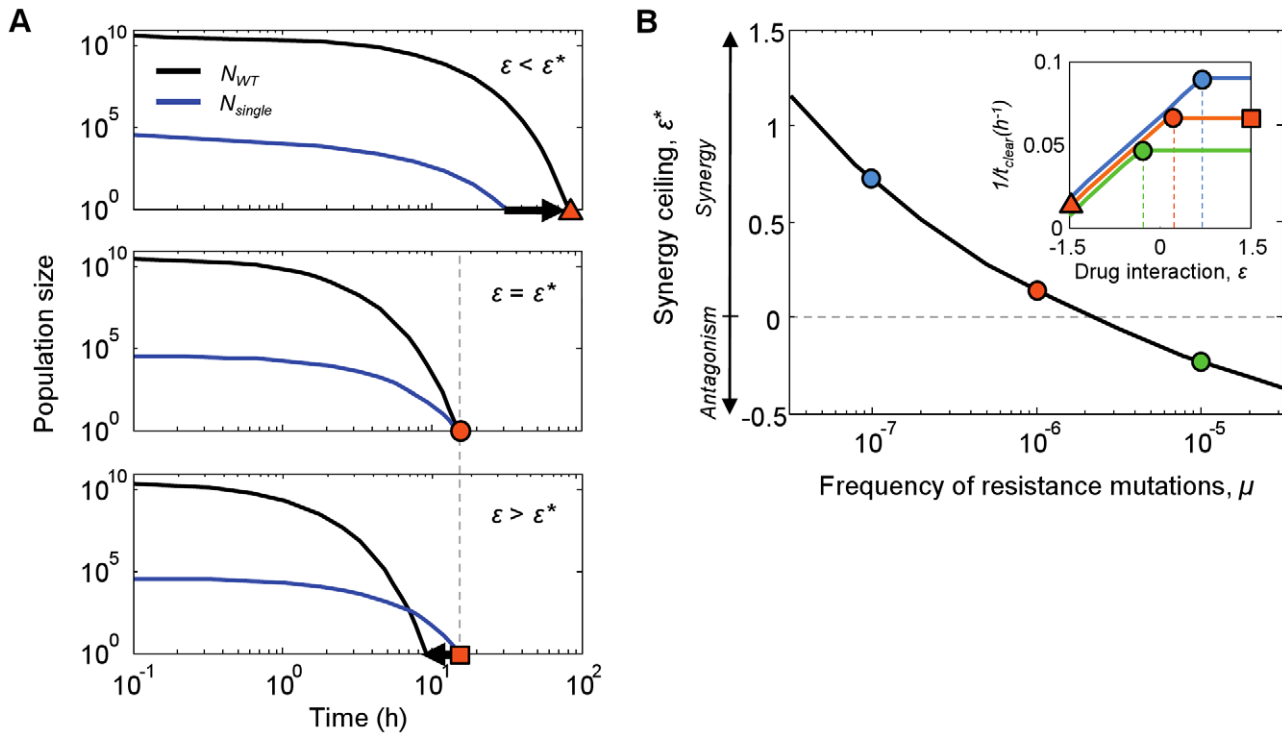 A
10^10
10^5
10^0
N_WT
N_single
ε < ε*
10^10
10^5
10^0
ε = ε*
10^10
10^5
10^0
ε > ε*
10^-1
10^0
10^1
10^2
Time (h)
Population size
B
1.5
1
0.5
0
-0.5
Synergy ceiling, ε*
Synergy
Antagonism
10^-7
10^-6
10^-5
Frequency of resistance mutations, μ
0.1
0.05
0
1/t_clear(h^-1)
-1.5
0
1.5
Drug interaction, ε